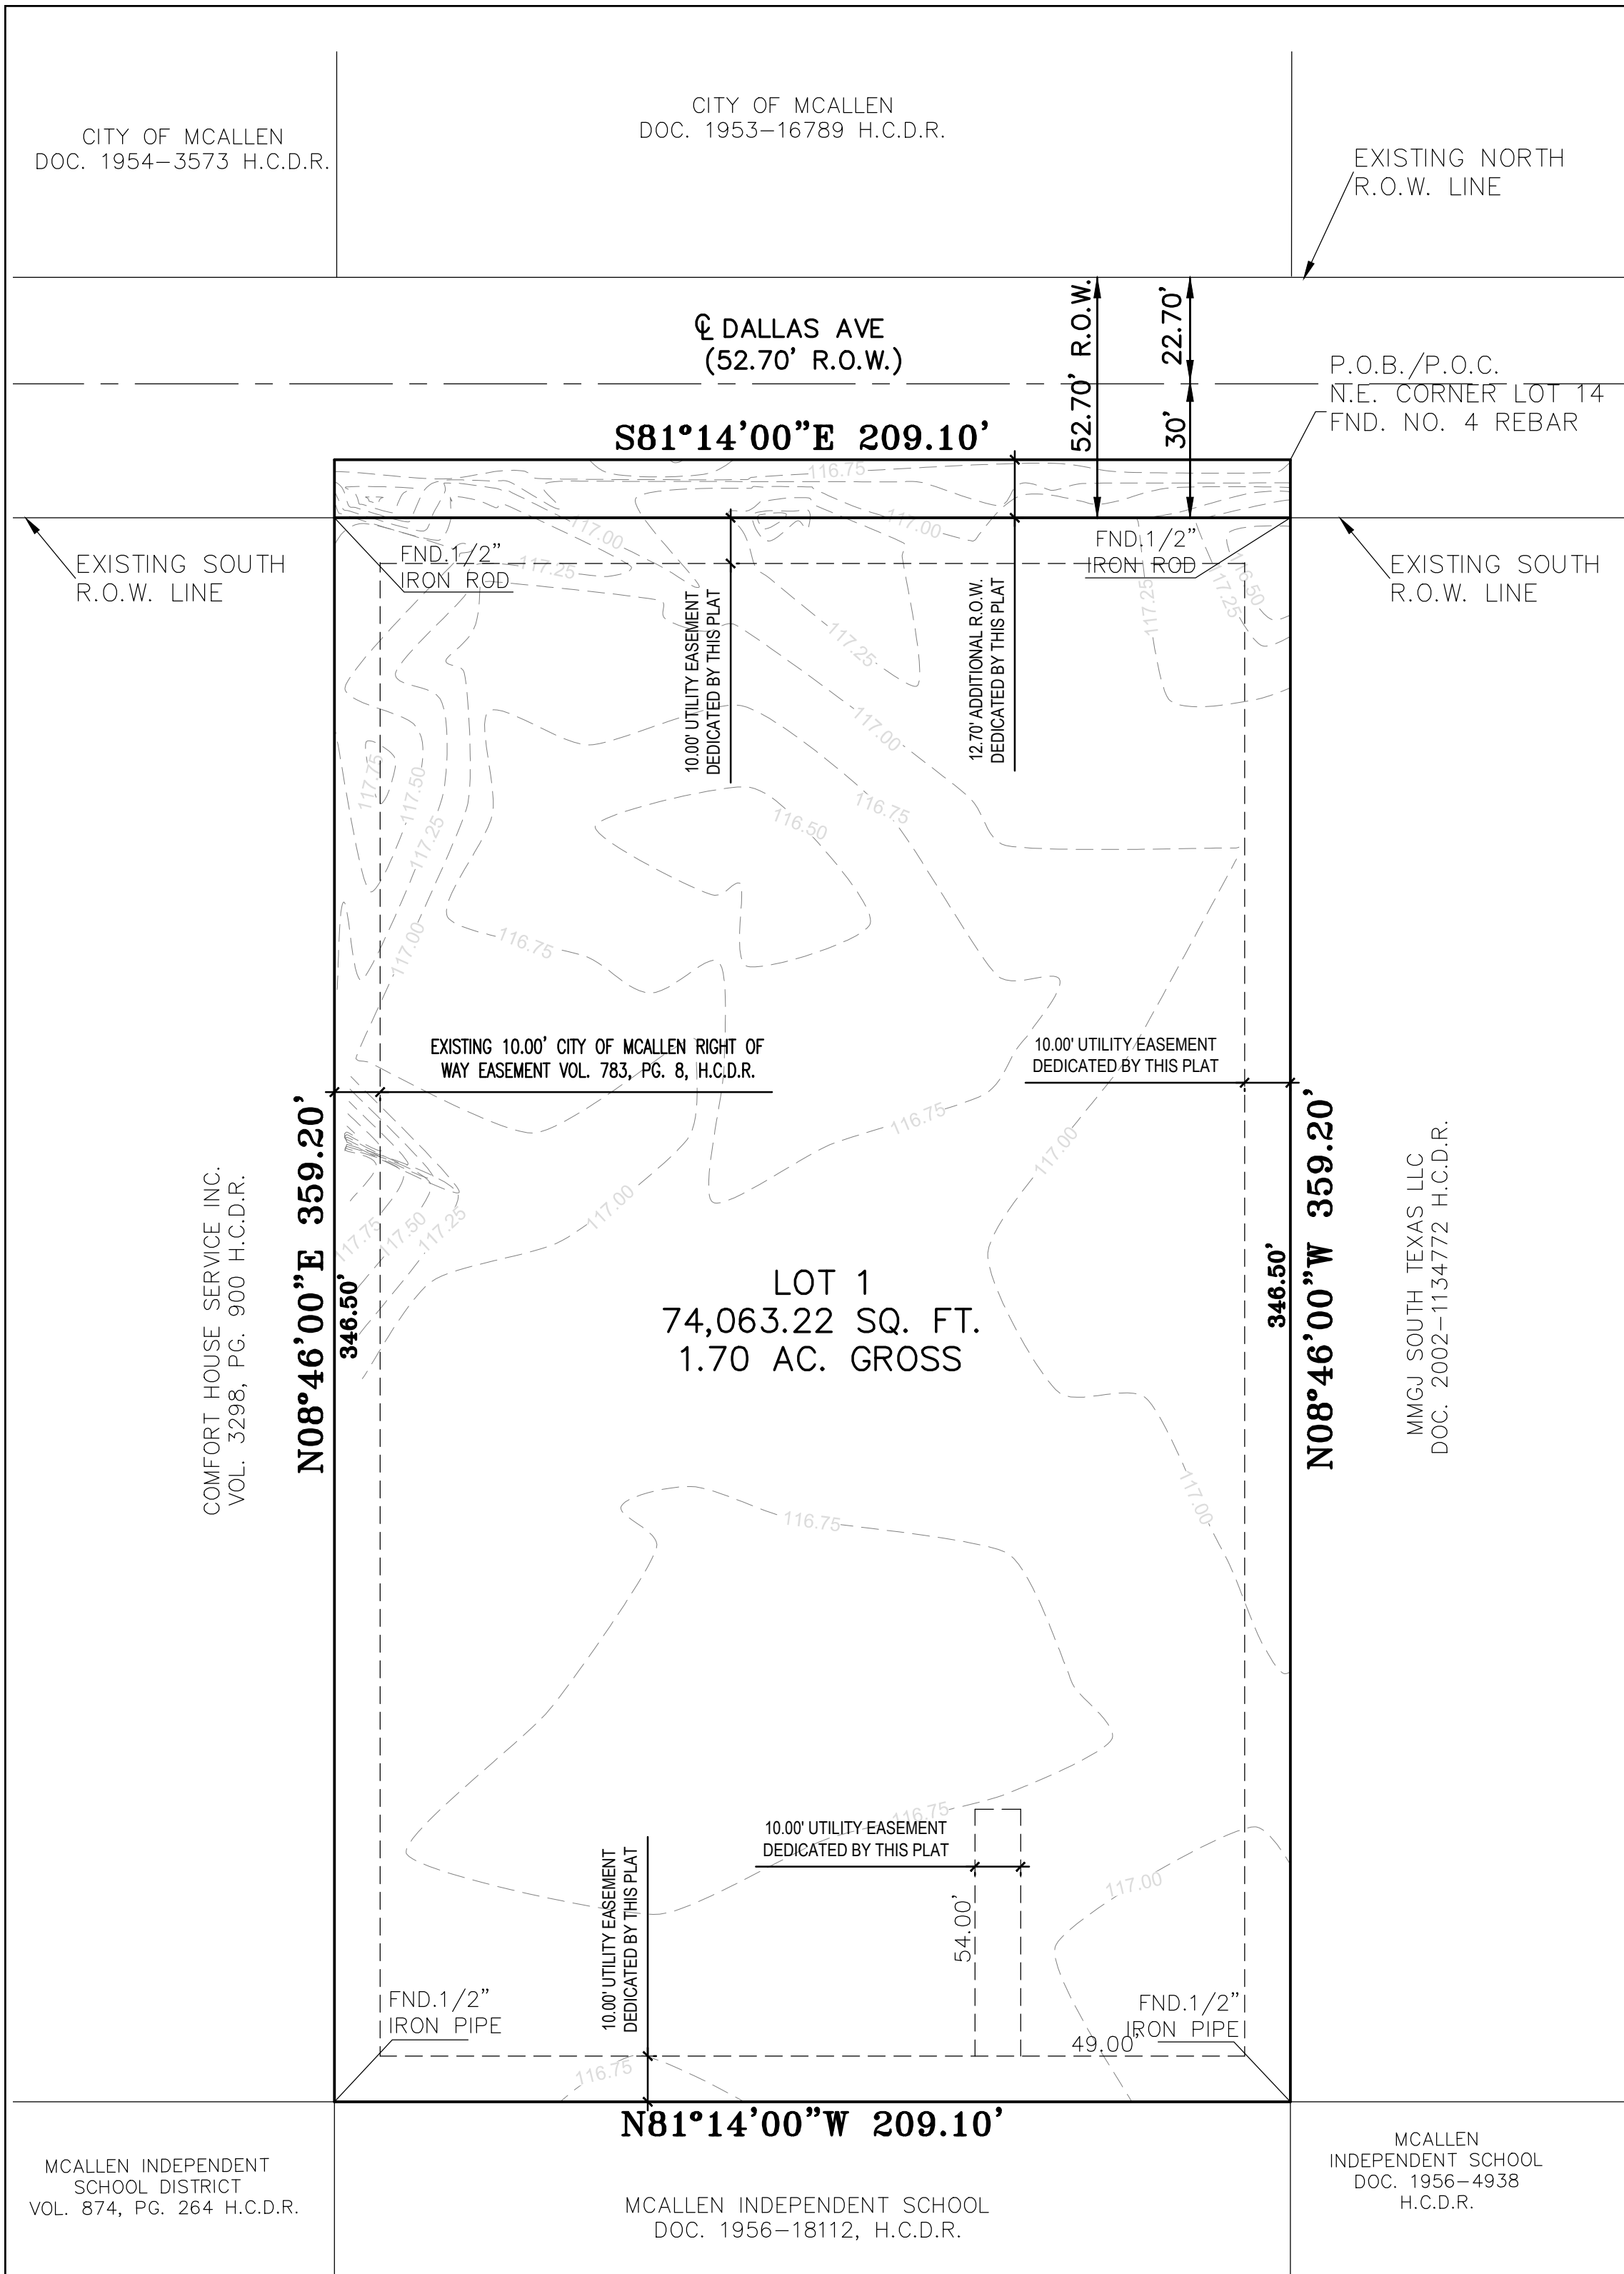 CITY OF MCALLEN
DOC. 1954-3573 H.C.D.R.
CITY OF MCALLEN
DOC. 1953-16789 H.C.D.R.
EXISTING NORTH
R.O.W. LINE
℄ DALLAS AVE
(52.70' R.O.W.)
52.70' R.O.W.
22.70'
30'
P.O.B./P.O.C.
N.E. CORNER LOT 14
FND. NO. 4 REBAR
S81°14'00"E 209.10'
116.75
117.00
117.00
EXISTING SOUTH
R.O.W. LINE
FND.1/2"
IRON ROD
117.25
FND.1/2"
IRON ROD
116.50
117.25
117.25
EXISTING SOUTH
R.O.W. LINE
10.00' UTILITY EASEMENT
DEDICATED BY THIS PLAT
12.70' ADDITIONAL R.O.W.
DEDICATED BY THIS PLAT
117.25
117.00
117.75
117.50
117.25
116.75
116.50
117.00
116.75
EXISTING 10.00' CITY OF MCALLEN RIGHT OF
WAY EASEMENT VOL. 783, PG. 8, H.C.D.R.
10.00' UTILITY EASEMENT
DEDICATED BY THIS PLAT
116.75
117.00
COMFORT HOUSE SERVICE INC.
VOL. 3298, PG. 900 H.C.D.R.
N08°46'00"E 359.20'
346.50'
117.75
117.50
117.25
117.00
LOT 1
74,063.22 SQ. FT.
1.70 AC. GROSS
346.50'
N08°46'00"W 359.20'
MMGJ SOUTH TEXAS LLC
DOC. 2002-1134772 H.C.D.R.
116.75
117.00
116.75
10.00' UTILITY EASEMENT
DEDICATED BY THIS PLAT
10.00' UTILITY EASEMENT
DEDICATED BY THIS PLAT
54.00'
117.00
FND.1/2"
IRON PIPE
FND.1/2"
IRON PIPE
49.00'
116.75
N81°14'00"W 209.10'
MCALLEN INDEPENDENT
SCHOOL DISTRICT
VOL. 874, PG. 264 H.C.D.R.
MCALLEN INDEPENDENT SCHOOL
DOC. 1956-18112, H.C.D.R.
MCALLEN
INDEPENDENT SCHOOL
DOC. 1956-4938
H.C.D.R.